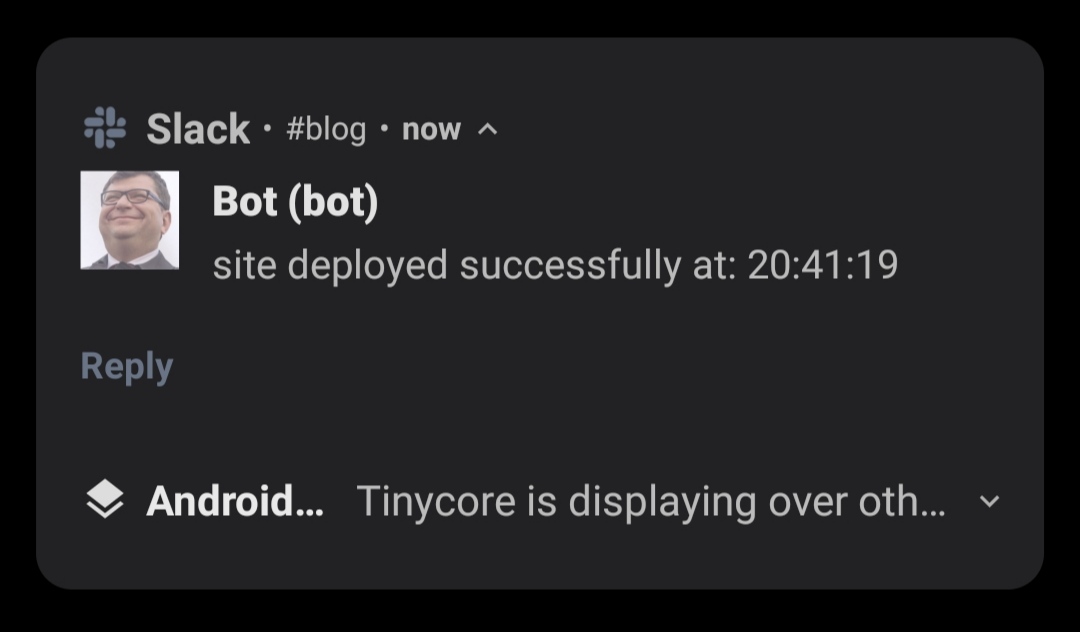 Slack • #blog • now
Bot (bot)
site deployed successfully at: 20:41:19
Reply
Android... Tinycore is displaying over oth...